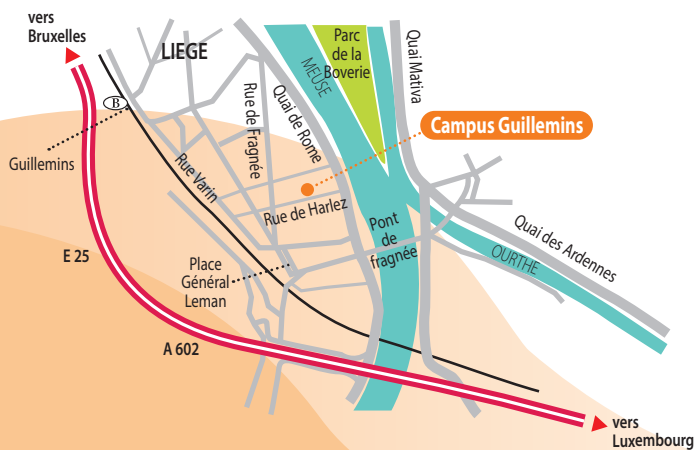 vers
Bruxelles
LIEGE
Parc
de la
Boverie
MEUSE
Quai Mativa
B
Guillemins
Rue de Fragnée
Quai de Rome
Campus Guillemins
Rue Varin
Rue de Harlez
Pont
de
fragnée
Quai des Ardennes
OURTHE
E 25
Place
Général
Leman
A 602
vers
Luxembourg